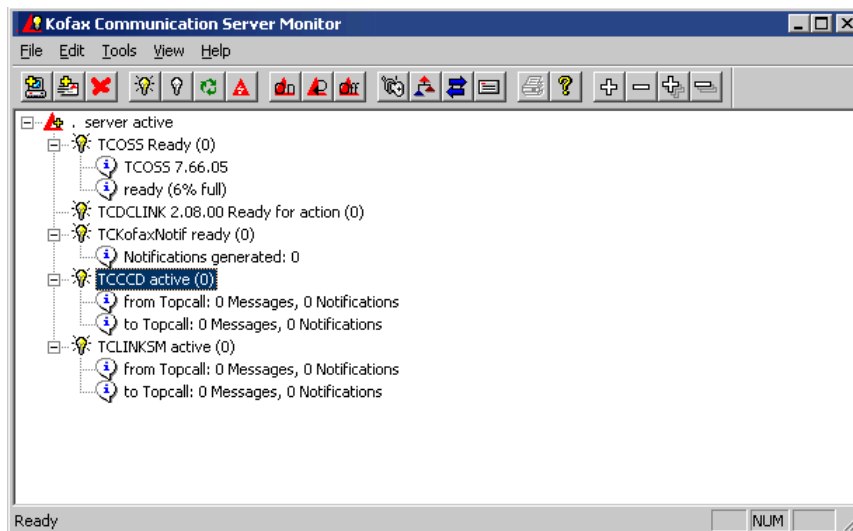 Kofax Communication Server Monitor
File Edit Tools View Help
on off
. server active
TCOSS Ready (0)
TCOSS 7.66.05
ready (6% full)
TCDCLINK 2.08.00 Ready for action (0)
TCKofaxNotif ready (0)
Notifications generated: 0
TCCCD active (0)
from Topcall: 0 Messages, 0 Notifications
to Topcall: 0 Messages, 0 Notifications
TCLINKSM active (0)
from Topcall: 0 Messages, 0 Notifications
to Topcall: 0 Messages, 0 Notifications
Ready NUM